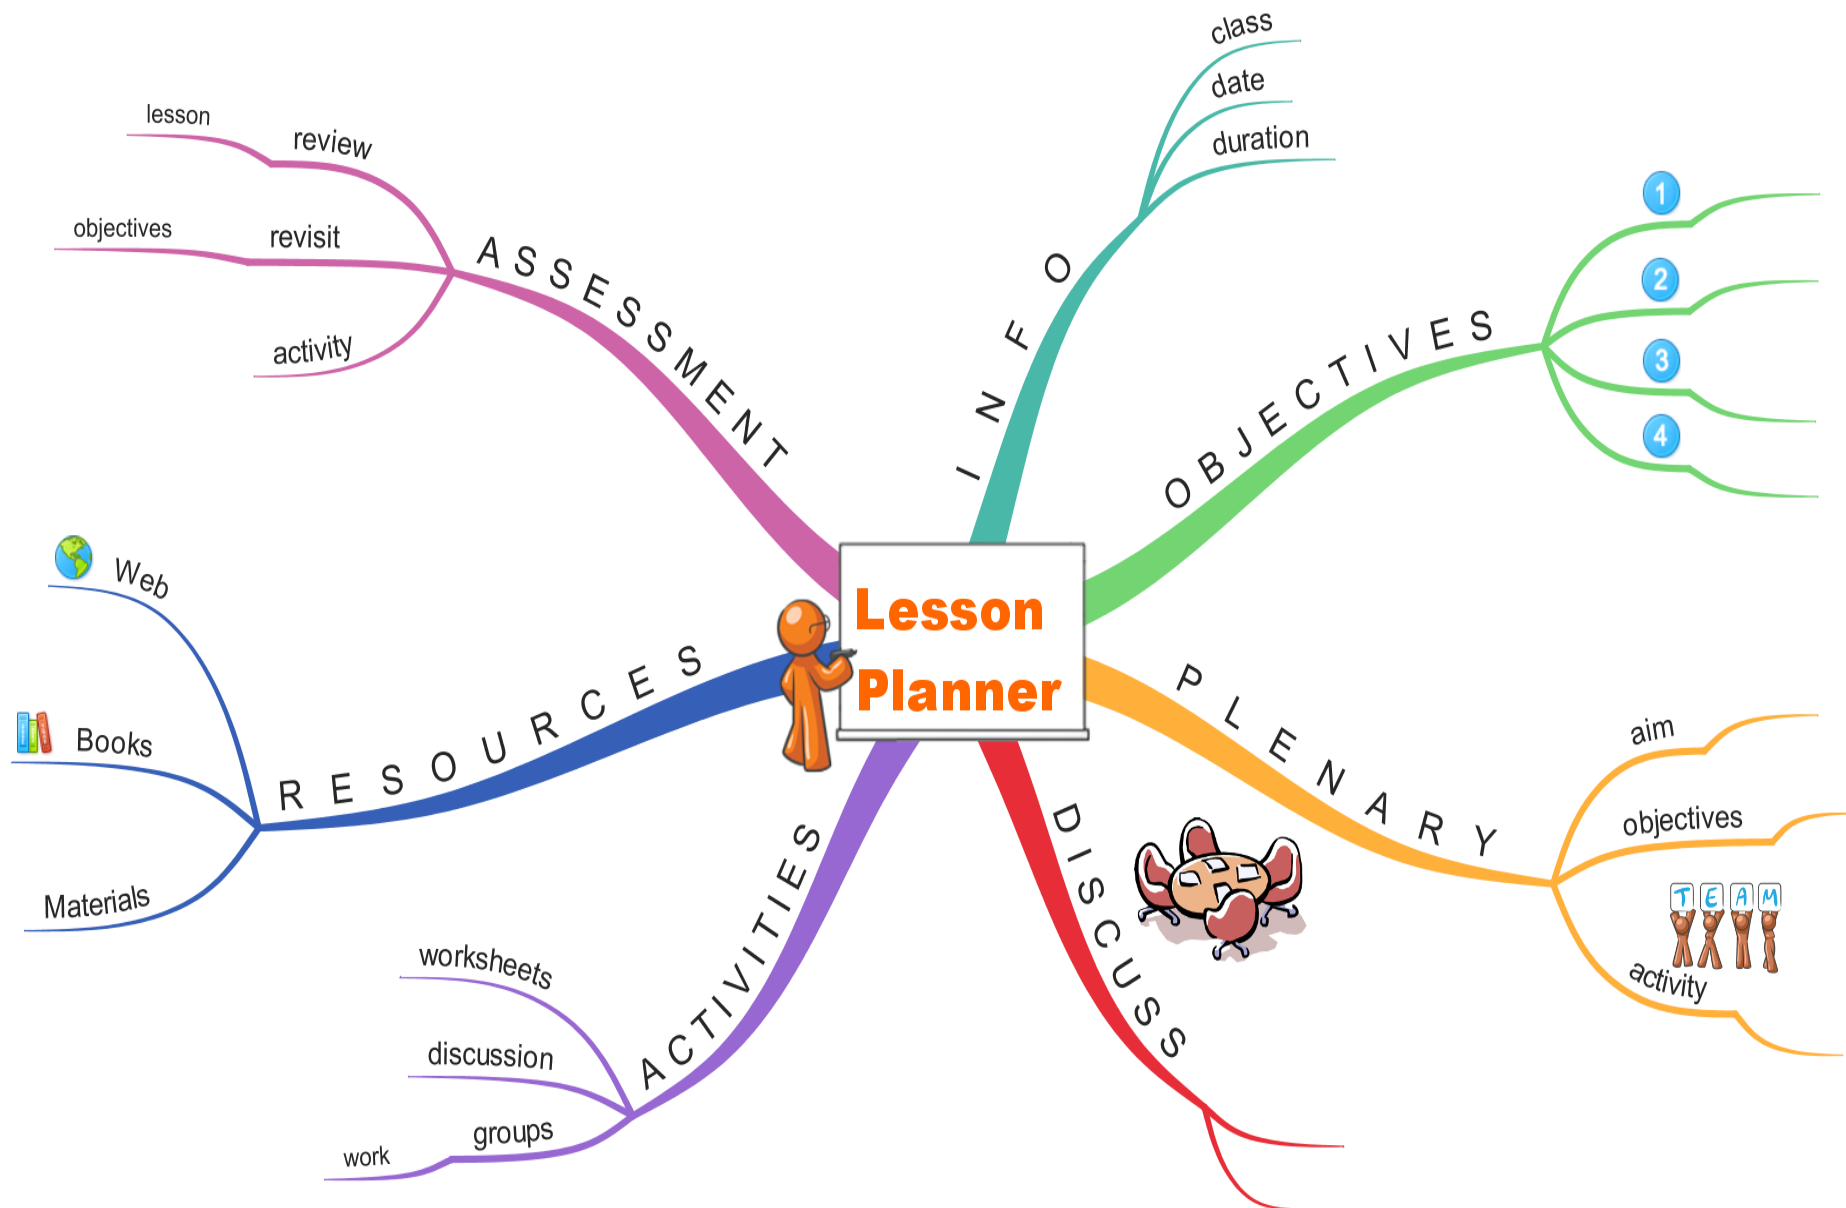 Lesson
Planner
INFO
class
date
duration
OBJECTIVES
1
2
3
4
PLENARY
aim
objectives
TEAM
activity
DISCUSS
ACTIVITIES
worksheets
discussion
groups
work
RESOURCES
Web
Books
Materials
ASSESSMENT
review
lesson
revisit
objectives
activity